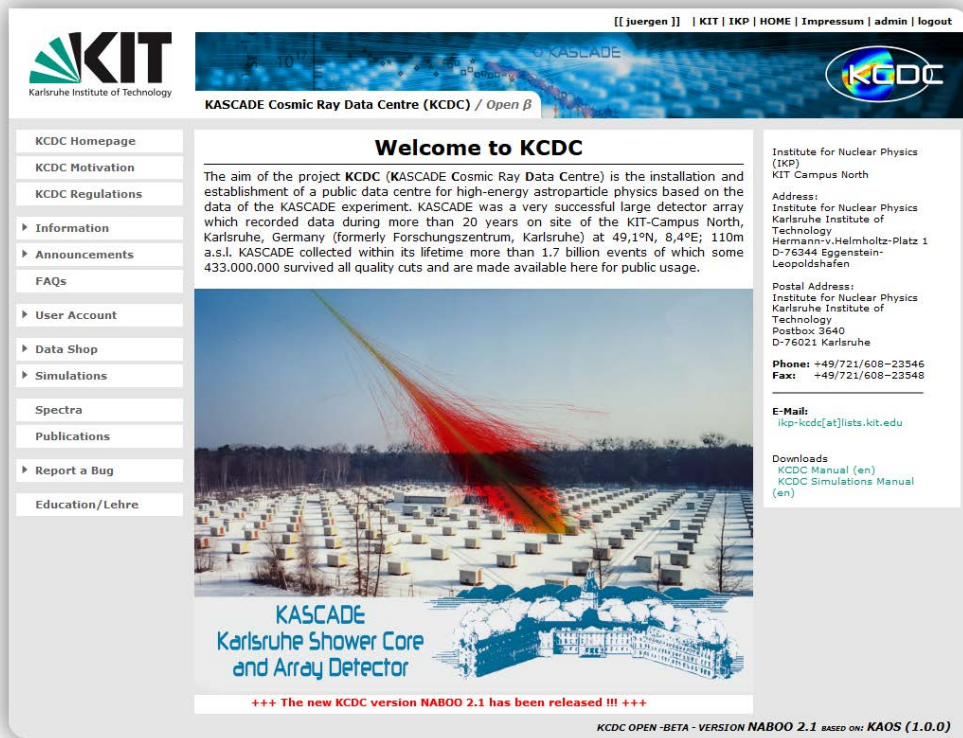 [[ juergen ]] | KIT | IKP | HOME | Impressum | admin | logout
KIT
Karlsruhe Institute of Technology
KASCADE
KCDC
KASCADE Cosmic Ray Data Centre (KCDC) / Open β
KCDC Homepage
KCDC Motivation
KCDC Regulations
Information
Announcements
FAQs
User Account
Data Shop
Simulations
Spectra
Publications
Report a Bug
Education/Lehre
Welcome to KCDC
The aim of the project KCDC (KASCADE Cosmic Ray Data Centre) is the installation and
establishment of a public data centre for high-energy astroparticle physics based on the
data of the KASCADE experiment. KASCADE was a very successful large detector array
which recorded data during more than 20 years on site of the KIT-Campus North,
Karlsruhe, Germany (formerly Forschungszentrum, Karlsruhe) at 49,1°N, 8,4°E; 110m
a.s.l. KASCADE collected within its lifetime more than 1.7 billion events of which some
433.000.000 survived all quality cuts and are made available here for public usage.
KASCADE
Karlsruhe Shower Core
and Array Detector
+++ The new KCDC version NABOO 2.1 has been released !!! +++
Institute for Nuclear Physics
(IKP)
KIT Campus North
Address:
Institute for Nuclear Physics
Karlsruhe Institute of
Technology
Hermann-v.Helmholtz-Platz 1
D-76344 Eggenstein-
Leopoldshafen
Postal Address:
Institute for Nuclear Physics
Karlsruhe Institute of
Technology
Postbox 3640
D-76021 Karlsruhe
Phone: +49/721/608–23546
Fax: +49/721/608–23548
E-Mail:
ikp-kcdc[at]lists.kit.edu
Downloads
KCDC Manual (en)
KCDC Simulations Manual
(en)
KCDC OPEN -BETA - VERSION NABOO 2.1 BASED ON: KAOS (1.0.0)